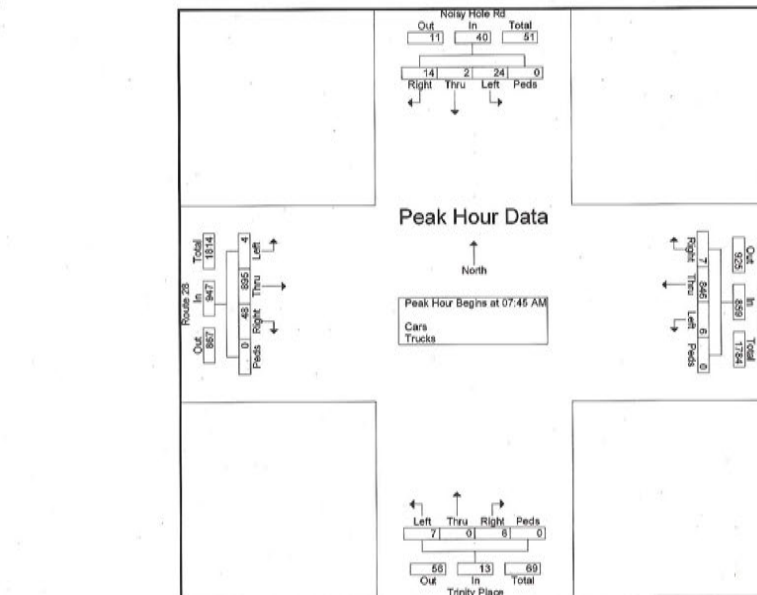 Noisy Hole Rd
Out In Total
11 40 51
14 2 24 0
Right Thru Left Peds
Peak Hour Data
North
Peak Hour Begins at 07:45 AM
Cars
Trucks
Route 28
Total In Out
1814 947 867
4 895 48 0
Left Thru Right Peds
Out In Total
925 859 1784
7 846 6 0
Right Thru Left Peds
Left Thru Right Peds
7 0 6 0
56 13 69
Out In Total
Trinity Place